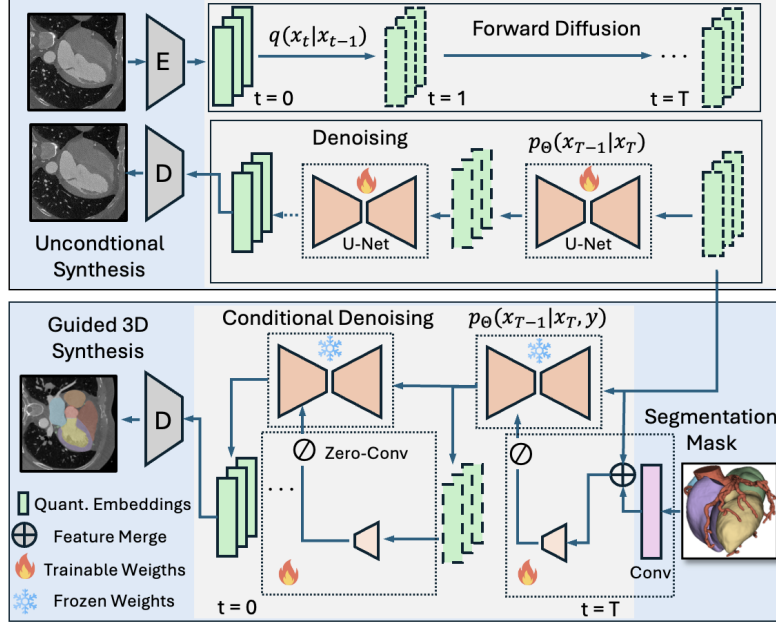 E
q(x_t|x_{t-1})
Forward Diffusion
...
t = 0
t = 1
t = T
D
Denoising
p_Θ(x_{T-1}|x_T)
U-Net
U-Net
Uncondtional
Synthesis
Guided 3D
Synthesis
Conditional Denoising
p_Θ(x_{T-1}|x_T, y)
D
Segmentation
Mask
Zero-Conv
...
Quant. Embeddings
Feature Merge
Trainable Weigths
Frozen Weights
Conv
t = 0
t = T